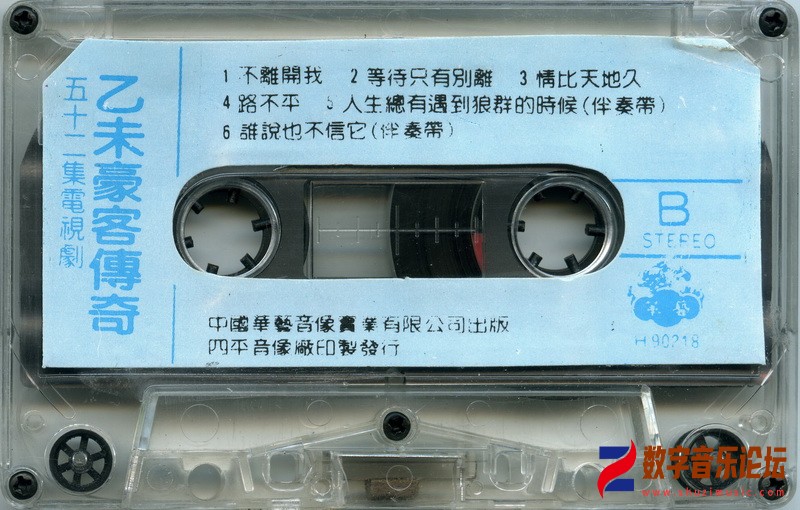 乙未豪客傳奇
五十二集電視劇
1 不離開我 2 等待只有別離 3 情比天地久
4 路不平 5 人生總有遇到狼群的時候(伴奏帶)
6 誰說也不信它(伴奏帶)
B
STEREO
華藝
H 90218
中國華藝音像實業有限公司出版
四平音像廠印製發行
数字音乐论坛